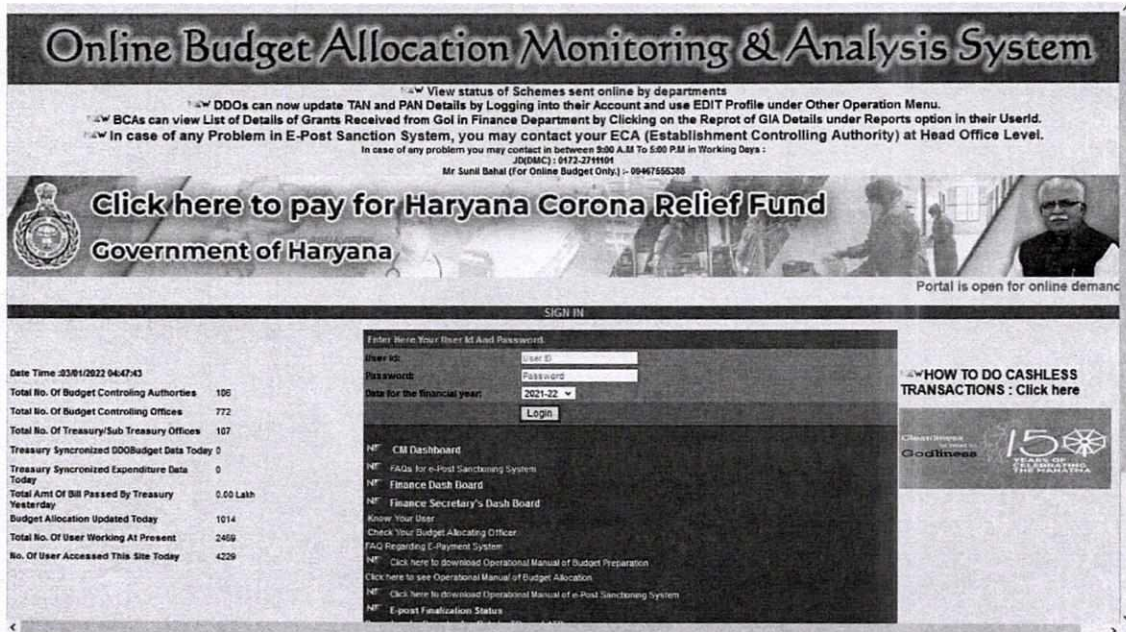 Online Budget Allocation Monitoring & Analysis System
View status of Schemes sent online by departments
DDOs can now update TAN and PAN Details by Logging into their Account and use EDIT Profile under Other Operation Menu.
BCAs can view List of Details of Grants Received from GoI in Finance Department by Clicking on the Reprot of GIA Details under Reports option in their UserId.
In case of any Problem in E-Post Sanction System, you may contact your ECA (Establishment Controlling Authority) at Head Office Level.
In case of any problem you may contact in between 9:00 A.M To 5:00 P.M in Working Days :
JD(DMC) : 0172-2711101
Mr Sunil Bahal (For Online Budget Only.) :- 09467555388
Click here to pay for Haryana Corona Relief Fund
Government of Haryana
Portal is open for online demand
SIGN IN
Enter Here Your User Id And Password.
User Id: User ID
Password: Password
Data for the financial year: 2021-22
Login
Date Time :03/01/2022 04:47:43
Total No. Of Budget Controling Authorties 106
Total No. Of Budget Controlling Offices 772
Total No. Of Treasury/Sub Treasury Offices 107
Treasury Syncronized DDOBudget Data Today 0
Treasury Syncronized Expenditure Data Today 0
Total Amt Of Bill Passed By Treasury Yesterday 0.00 Lakh
Budget Allocation Updated Today 1014
Total No. Of User Working At Present 2469
No. Of User Accessed This Site Today 4229
CM Dashboard
FAQs for e-Post Sanctioning System
Finance Dash Board
Finance Secretary's Dash Board
Know Your User
Check Your Budget Allocating Officer
FAQ Regarding E-Payment System
Click here to download Operational Manual of Budget Preparation
Click here to see Operational Manual of Budget Allocation
Click here to download Operational Manual of e-Post Sanctioning System
E-post Finalization Status
HOW TO DO CASHLESS
TRANSACTIONS : Click here
Cleanliness
Godliness
150
YEARS OF
CELEBRATING
THE MAHATMA